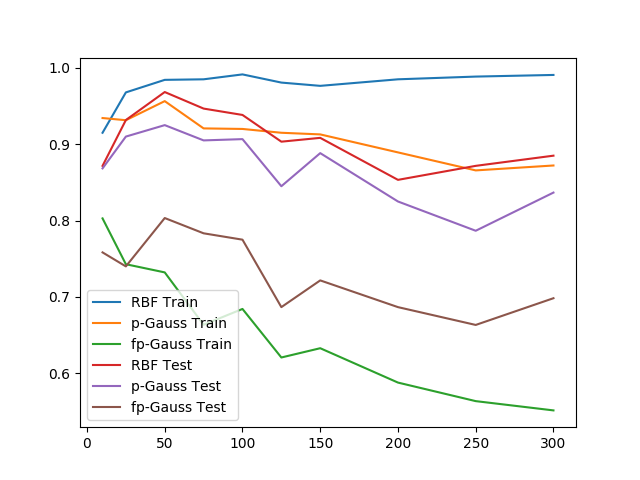 1.0
0.9
0.8
0.7
0.6
RBF Train
p-Gauss Train
fp-Gauss Train
RBF Test
p-Gauss Test
fp-Gauss Test
0 50 100 150 200 250 300